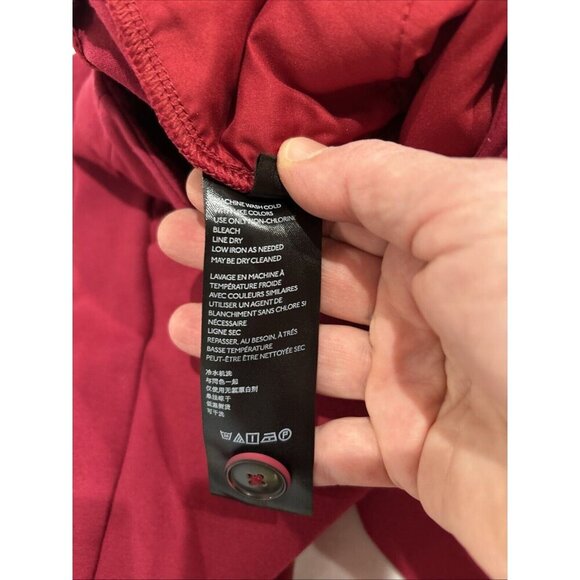 MACHINE WASH COLD
WITH LIKE COLORS
USE ONLY NON-CHLORINE
BLEACH
LINE DRY
LOW IRON AS NEEDED
MAY BE DRY CLEANED
LAVAGE EN MACHINE À
TEMPÉRATURE FROIDE
AVEC COULEURS SIMILAIRES
UTILISER UN AGENT DE
BLANCHIMENT SANS CHLORE SI
NÉCESSAIRE
LIGNE SEC
REPASSER, AU BESOIN, À TRÉS
BASSE TEMPÉRATURE
PEUT-ÊTRE ÊTRE NETTOYÉE SEC
冷水机洗
与同色一起
仅使用无氯漂白剂
悬挂晾干
低温熨烫
可干洗